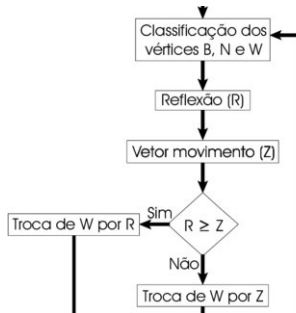 Classificação dos
vértices B, N e W
Reflexão (R)
Vetor movimento (Z)
Sim
Troca de W por R
R ≥ Z
Não
Troca de W por Z